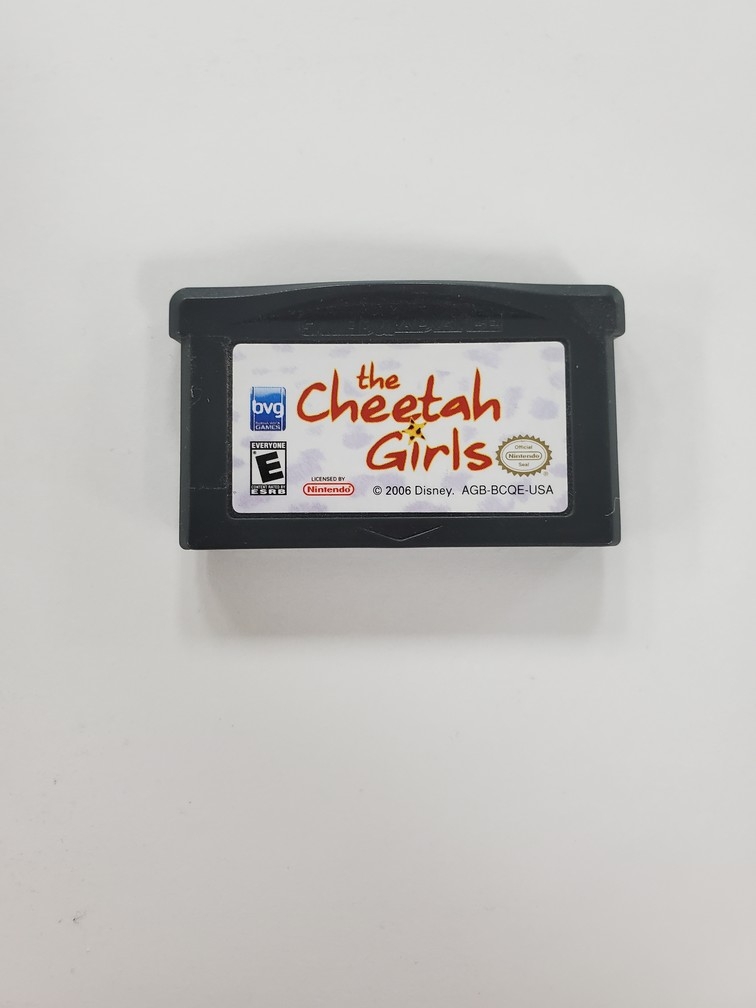 the
Cheetah
Girls
bvg
GAMES
EVERYONE
E
CONTENT RATED BY
ESRB
LICENSED BY
Nintendo
© 2006 Disney. AGB-BCQE-USA
Official
Nintendo
Seal